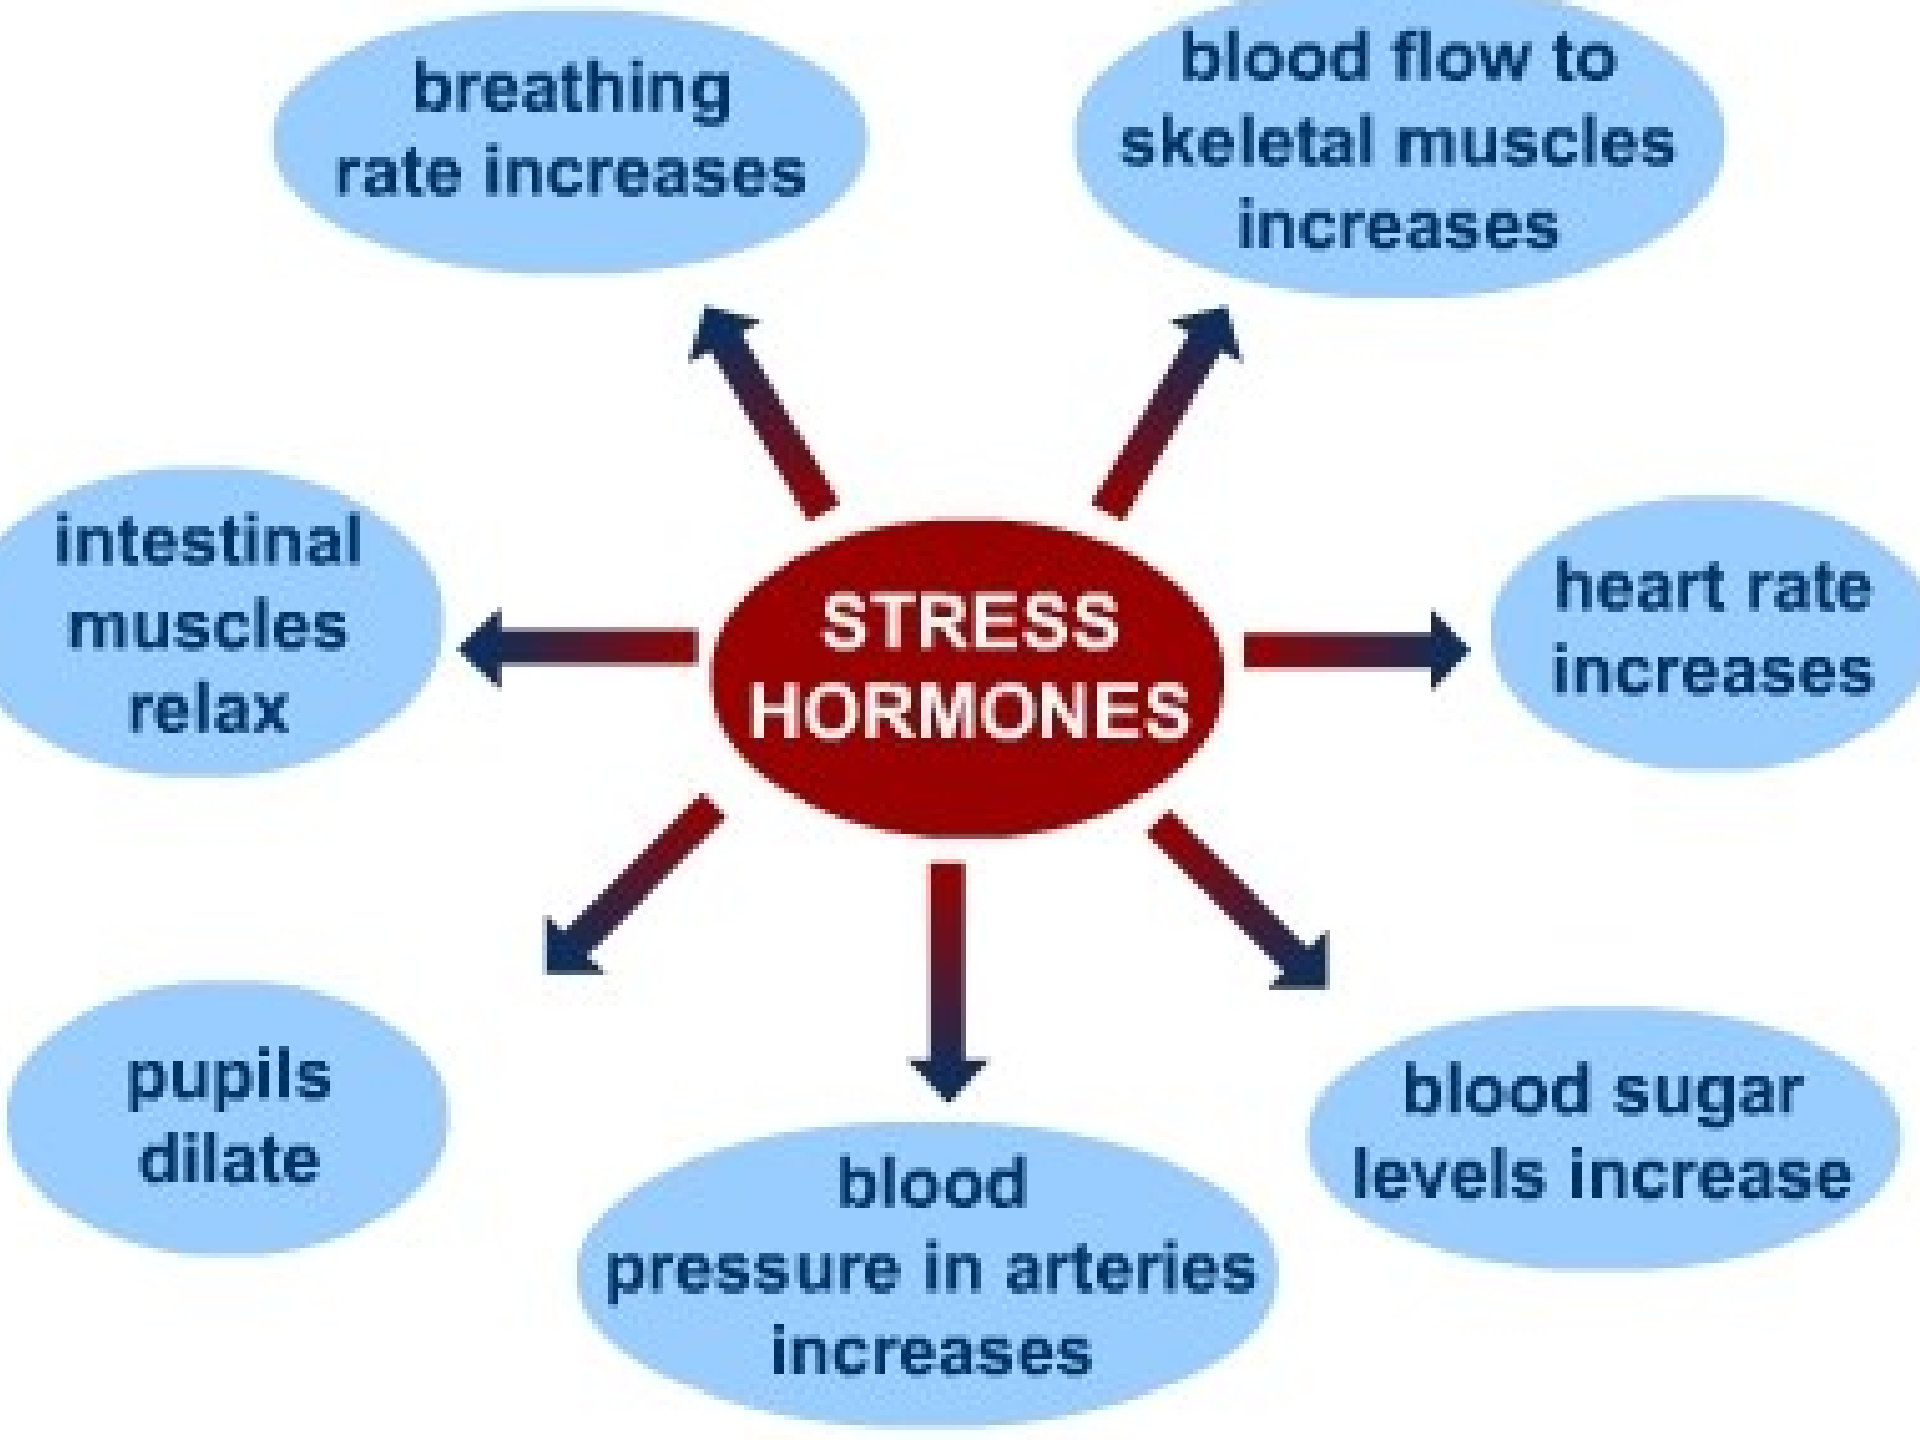 breathing
rate increases
blood flow to
skeletal muscles
increases
intestinal
muscles
relax
STRESS
HORMONES
heart rate
increases
pupils
dilate
blood
pressure in arteries
increases
blood sugar
levels increase